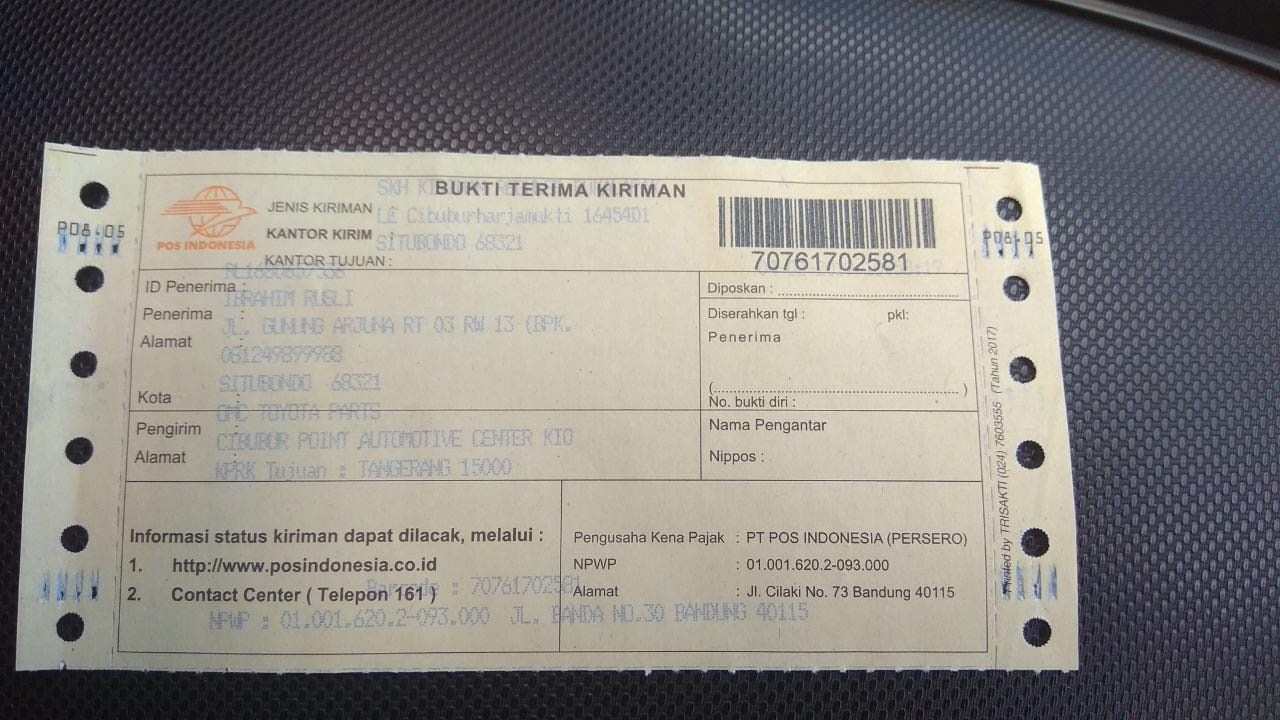 BUKTI TERIMA KIRIMAN
SKH
JENIS KIRIMAN
KANTOR KIRIM :
KANTOR TUJUAN :
LE Cibuburharjamukti 16454D1
SITUBONDO 68321
POS INDONESIA
70761702581
P08.05
P08.05
ID Penerima :
Penerima :
IBRAHIM RUSLI
Alamat :
JL. GUNUNG ARJUNA RT 03 RW 13 (BPK.
081249899988
SITUBONDO 68321
Kota :
OMC TOYOTA PARTS
Pengirim :
CIBUBUR POINT AUTOMOTIVE CENTER KIO
Alamat :
KPRK Tujuan : TANGERANG 15000
Diposkan :
Diserahkan tgl : pkl:
Penerima
(.......................................................)
No. bukti diri :
Nama Pengantar
Nippos :
Informasi status kiriman dapat dilacak, melalui :
1. http://www.posindonesia.co.id
2. Contact Center ( Telepon 161 )
Barcode : 70761702581
NPWP : 01.001.620.2-093.000 JL. BANDA NO.30 BANDUNG 40115
Pengusaha Kena Pajak : PT POS INDONESIA (PERSERO)
NPWP : 01.001.620.2-093.000
Alamat : Jl. Cilaki No. 73 Bandung 40115
Printed by TRISAKTI (024) 7603555 (Tahun 2017)